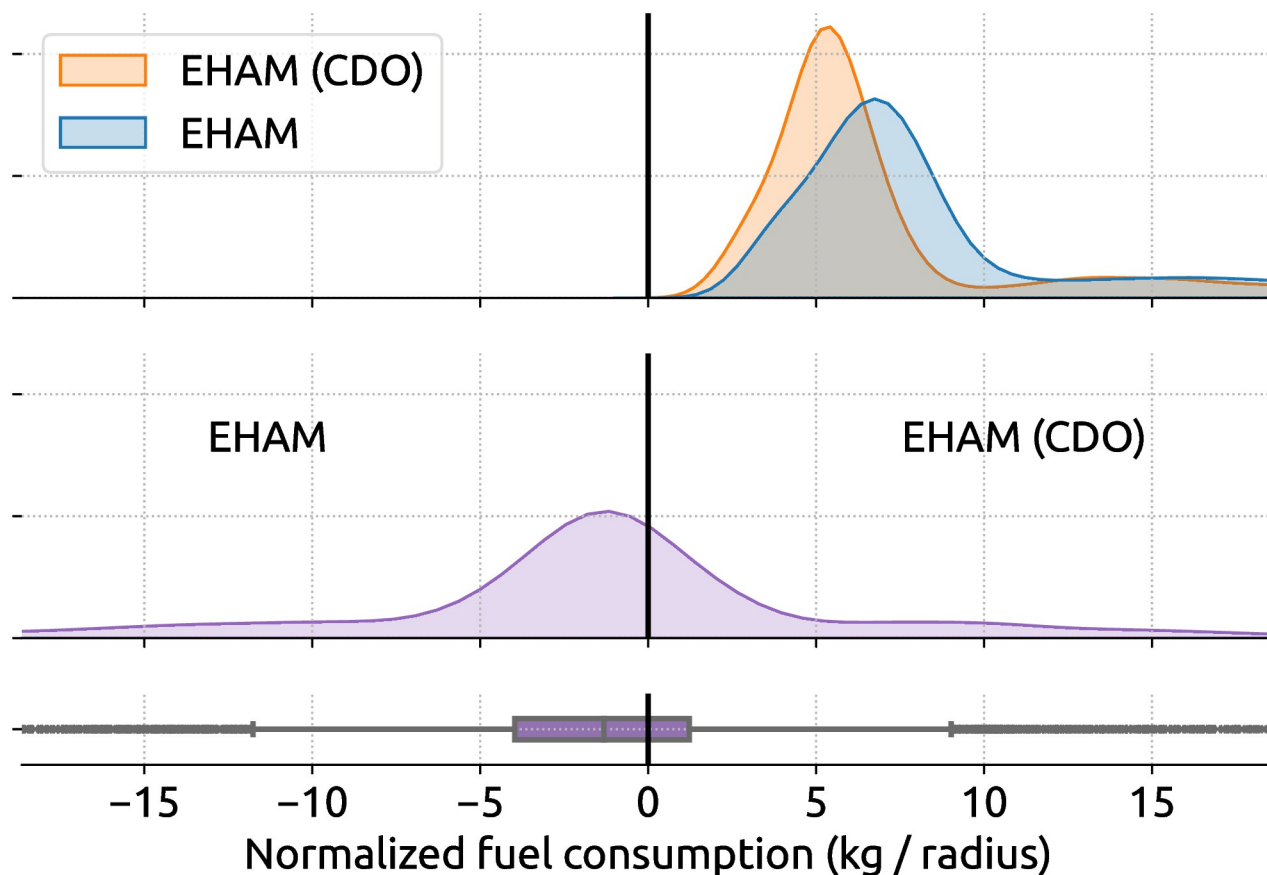 EHAM (CDO)
EHAM
EHAM
EHAM (CDO)
−15 −10 −5 0 5 10 15
Normalized fuel consumption (kg / radius)